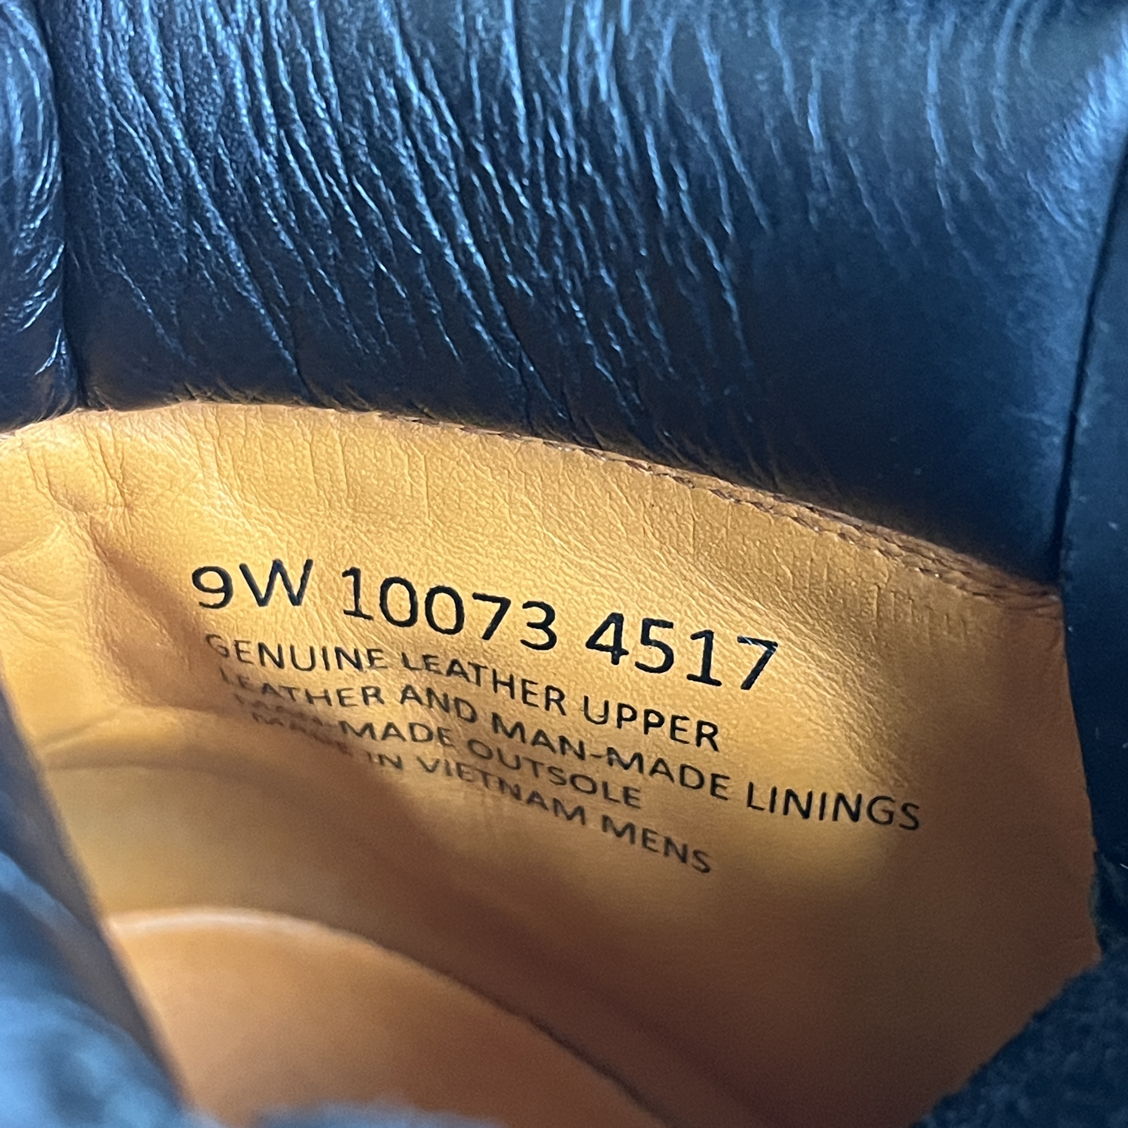 9W 10073 4517
GENUINE LEATHER UPPER
LEATHER AND MAN-MADE LININGS
MAN-MADE OUTSOLE
MADE IN VIETNAM MENS